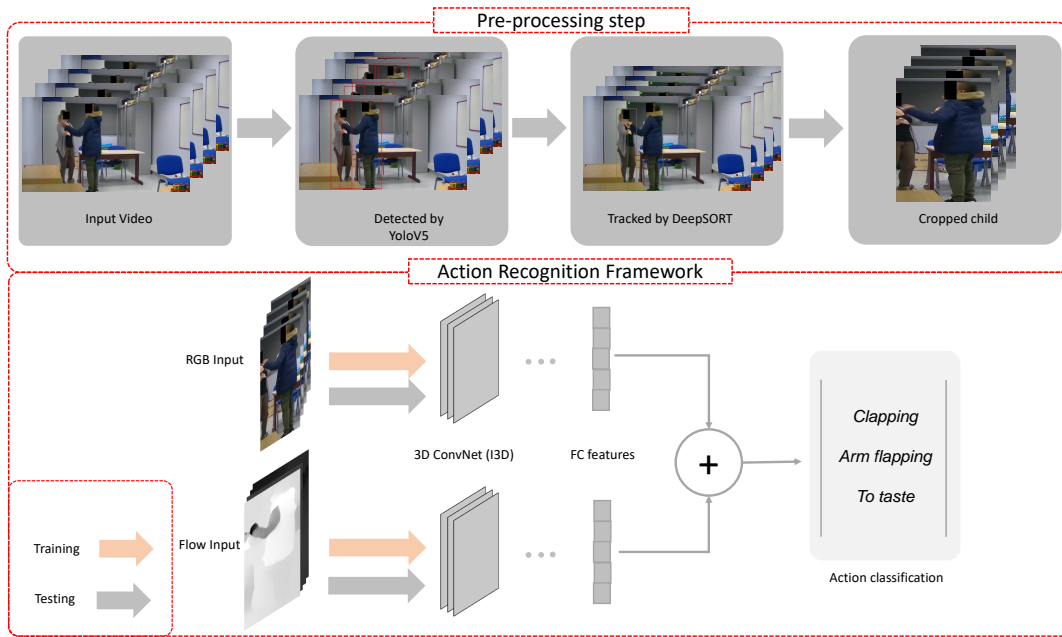 Pre-processing step
Input Video
Detected by
YoloV5
Tracked by DeepSORT
Cropped child
Action Recognition Framework
RGB Input
3D ConvNet (I3D)
FC features
+
Clapping
Arm flapping
To taste
Flow Input
Training
Testing
Action classification